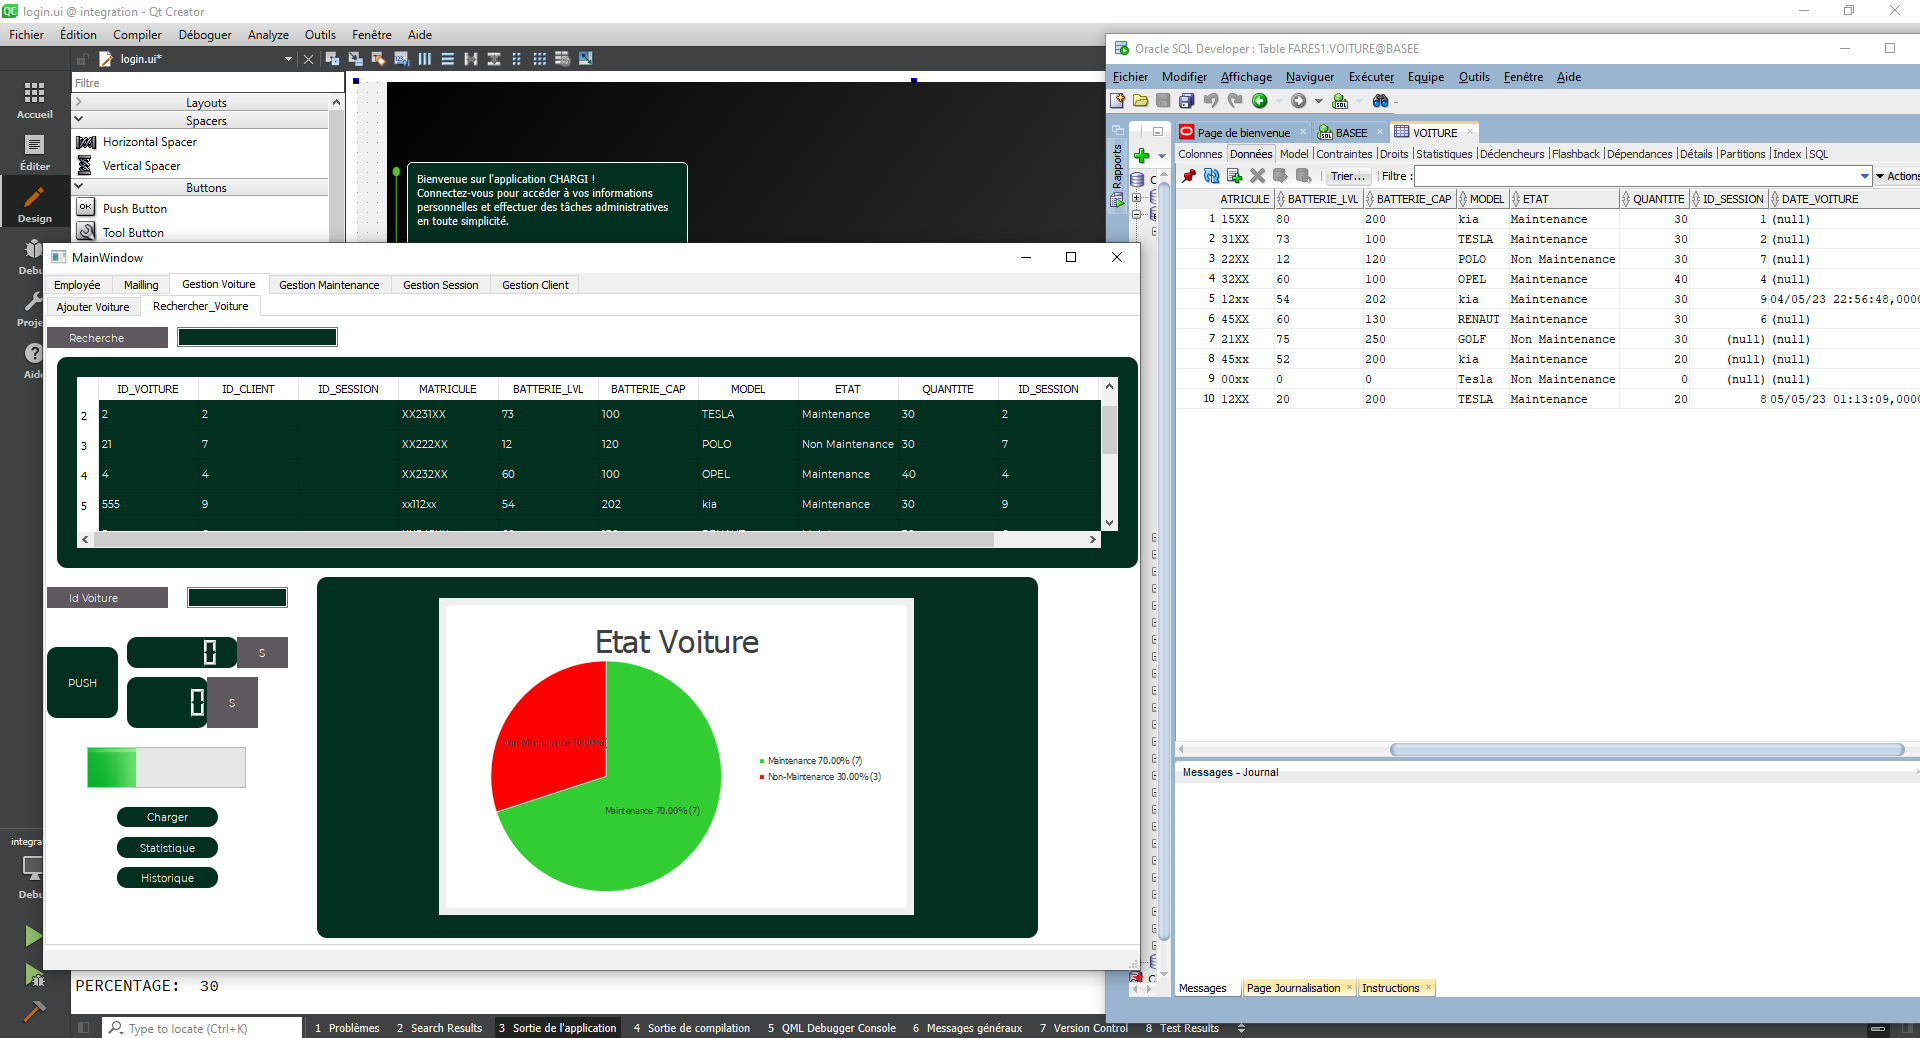 login.ui @ integration - Qt Creator
Fichier Édition Compiler Déboguer Analyze Outils Fenêtre Aide
login.ui*
Filtre
Layouts
Spacers
Horizontal Spacer
Vertical Spacer
Buttons
OK Push Button
Tool Button
Accueil
Éditer
Design
Debu
Proje
Aide
integra
Debu
Bienvenue sur l'application CHARGI !
Connectez-vous pour accéder à vos informations
personnelles et effectuer des tâches administratives
en toute simplicité.
MainWindow
Employée Mailling Gestion Voiture Gestion Maintenance Gestion Session Gestion Client
Ajouter Voiture Rechercher_Voiture
Recherche
ID_VOITURE ID_CLIENT ID_SESSION MATRICULE BATTERIE_LVL BATTERIE_CAP MODEL ETAT QUANTITE ID_SESSION
2 2 2 XX231XX 73 100 TESLA Maintenance 30 2
3 21 7 XX222XX 12 120 POLO Non Maintenance 30 7
4 4 4 XX232XX 60 100 OPEL Maintenance 40 4
5 555 9 xx112xx 54 202 kia Maintenance 30 9
Id Voiture
PUSH
S
S
Charger
Statistique
Historique
Etat Voiture
Non-Maintenance 30.00% (
Maintenance 70.00% (7)
Maintenance 70.00% (7)
Non-Maintenance 30.00% (3)
PERCENTAGE: 30
Type to locate (Ctrl+K) 1 Problèmes 2 Search Results 3 Sortie de l'application 4 Sortie de compilation 5 QML Debugger Console 6 Messages généraux 7 Version Control 8 Test Results
Oracle SQL Developer : Table FARES1.VOITURE@BASEE
Fichier Modifier Affichage Naviguer Exécuter Equipe Outils Fenêtre Aide
Rapports
Page de bienvenue BASEE VOITURE
Colonnes Données Model Contraintes Droits Statistiques Déclencheurs Flashback Dépendances Détails Partitions Index SQL
Trier... Filtre : Actions
ATRICULE BATTERIE_LVL BATTERIE_CAP MODEL ETAT QUANTITE ID_SESSION DATE_VOITURE
1 15XX 80 200 kia Maintenance 30 1 (null)
2 31XX 73 100 TESLA Maintenance 30 2 (null)
3 22XX 12 120 POLO Non Maintenance 30 7 (null)
4 32XX 60 100 OPEL Maintenance 40 4 (null)
5 12xx 54 202 kia Maintenance 30 9 04/05/23 22:56:48,0000
6 45XX 60 130 RENAUT Maintenance 30 6 (null)
7 21XX 75 250 GOLF Non Maintenance 30 (null) (null)
8 45xx 52 200 kia Maintenance 20 (null) (null)
9 00xx 0 0 Tesla Non Maintenance 0 (null) (null)
10 12XX 20 200 TESLA Maintenance 20 8 05/05/23 01:13:09,0000
Messages - Journal
Messages Page Journalisation Instructions